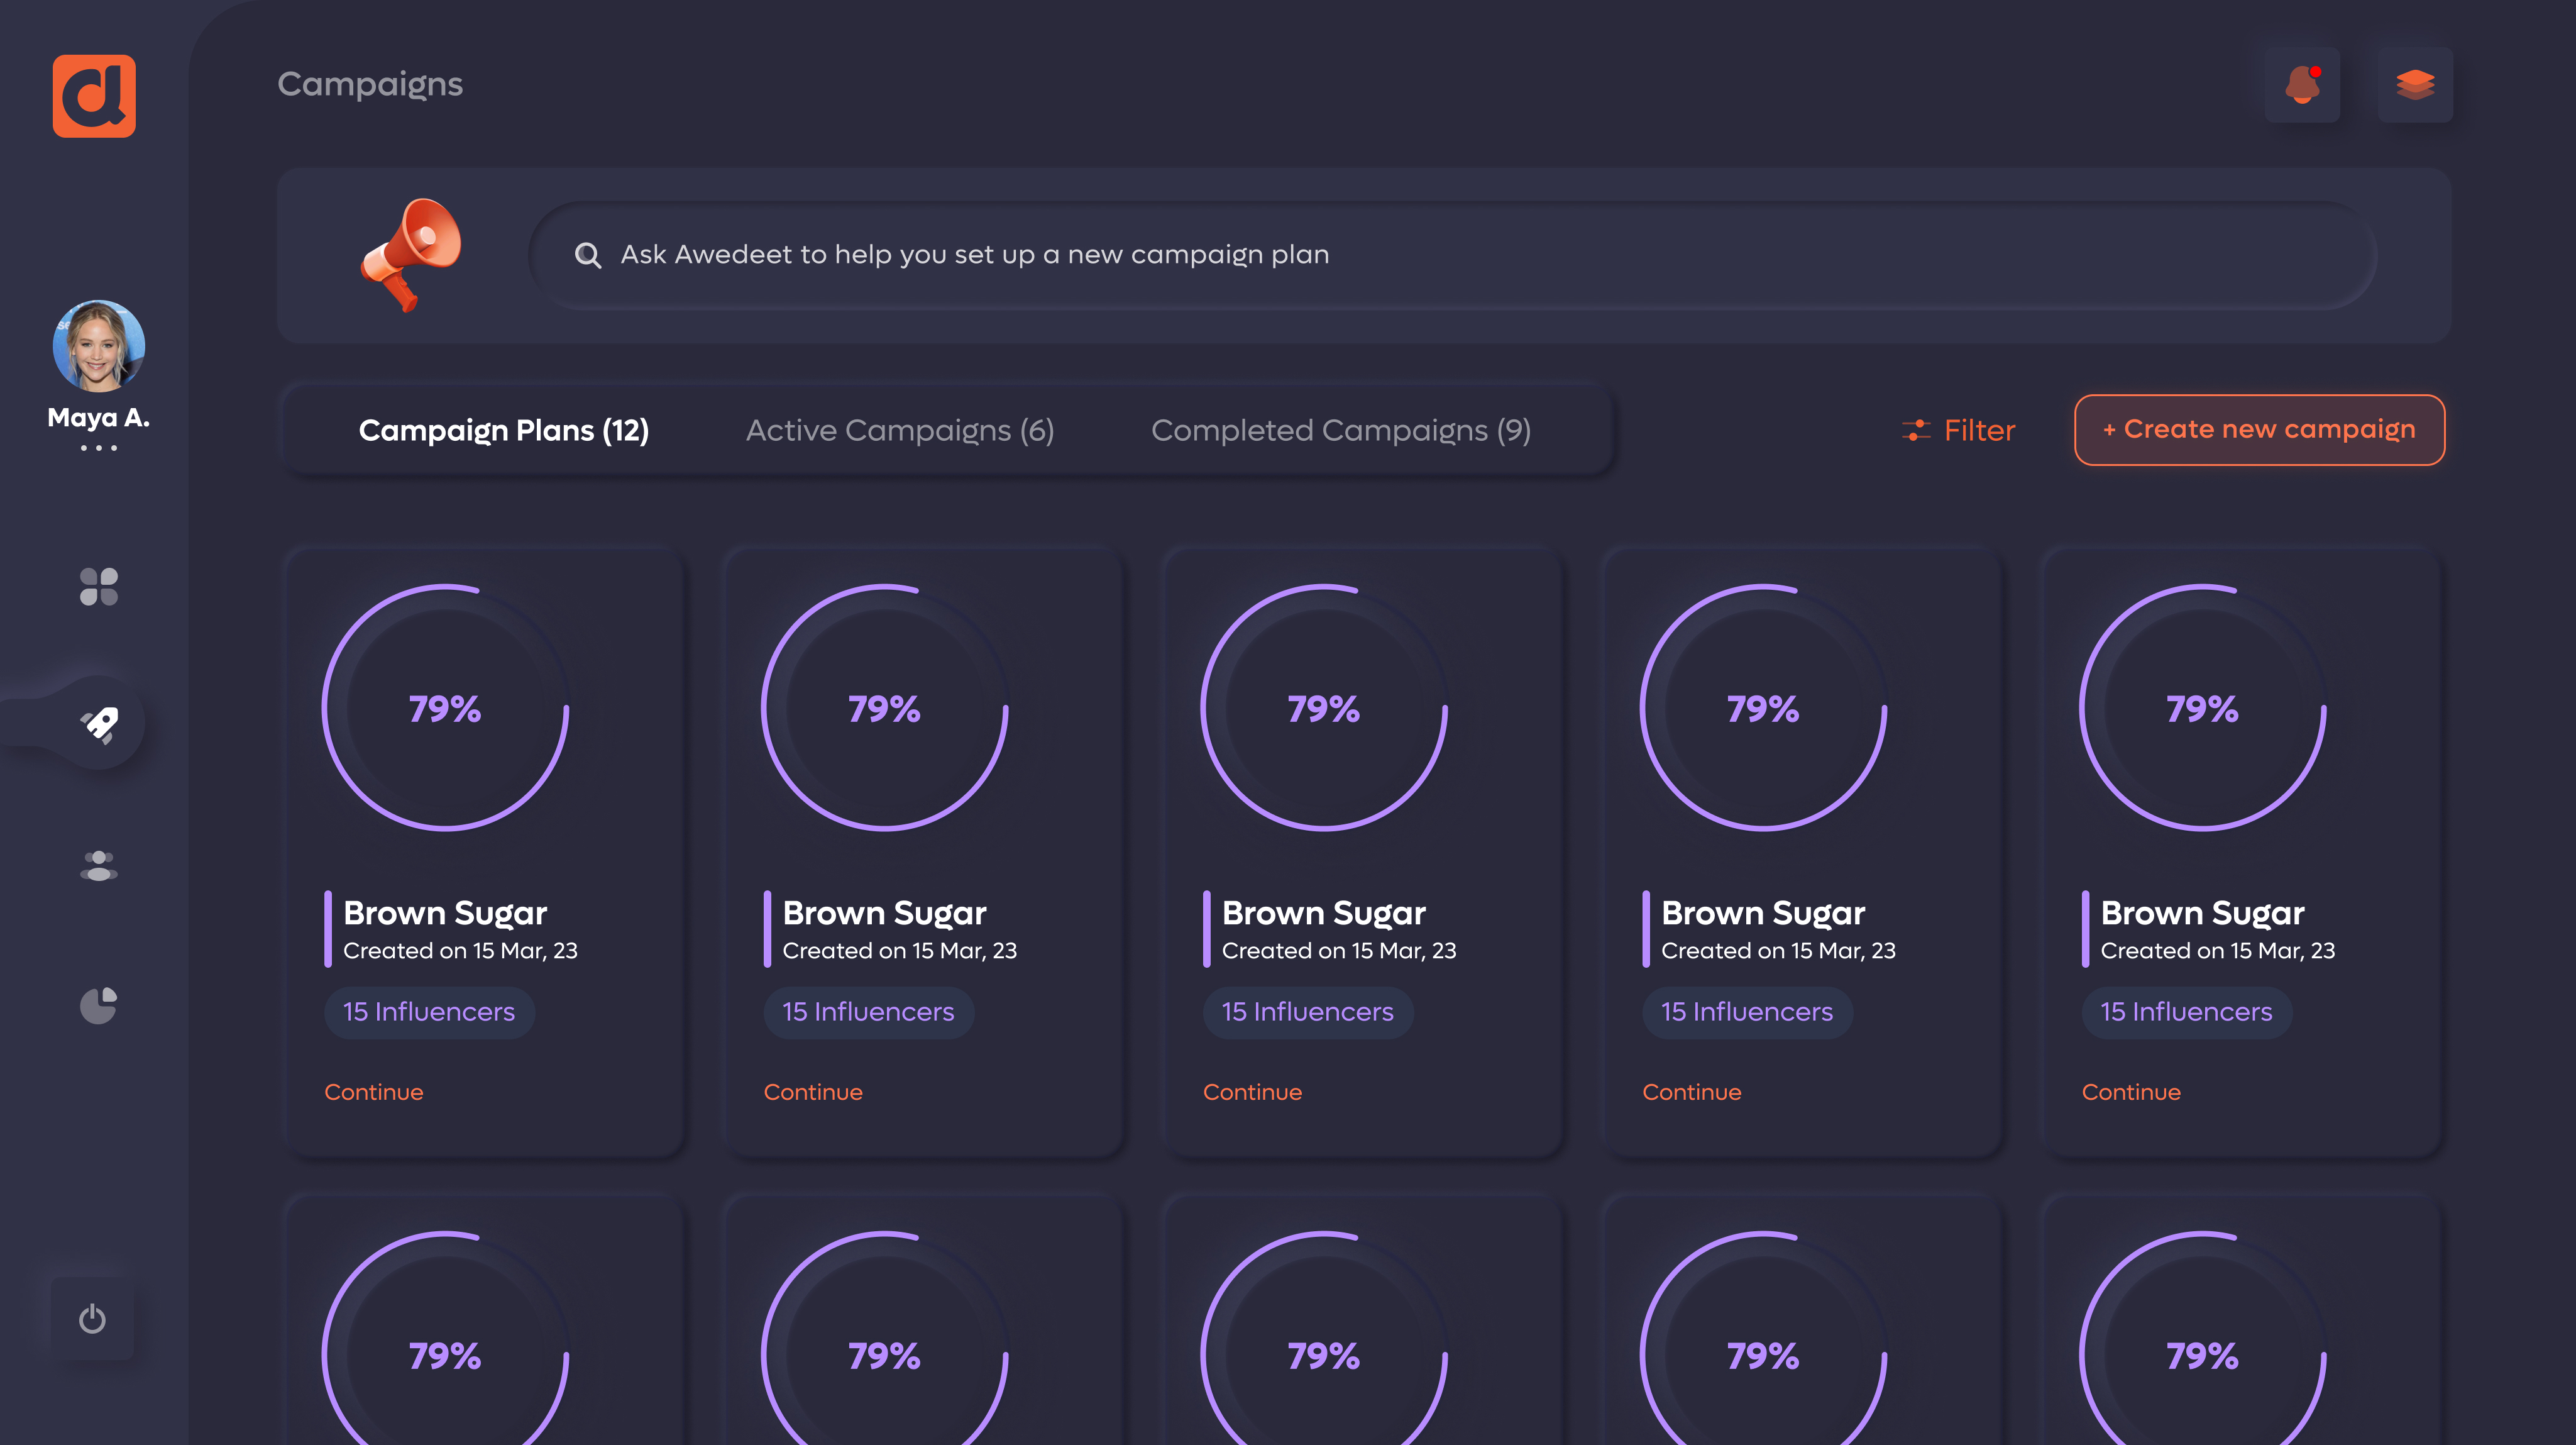 Campaigns
Ask Awedeet to help you set up a new campaign plan
Maya A.
Campaign Plans (12) Active Campaigns (6) Completed Campaigns (9) Filter + Create new campaign
79% 79% 79% 79% 79%
Brown Sugar Brown Sugar Brown Sugar Brown Sugar Brown Sugar
Created on 15 Mar, 23 Created on 15 Mar, 23 Created on 15 Mar, 23 Created on 15 Mar, 23 Created on 15 Mar, 23
15 Influencers 15 Influencers 15 Influencers 15 Influencers 15 Influencers
Continue Continue Continue Continue Continue
79% 79% 79% 79% 79%